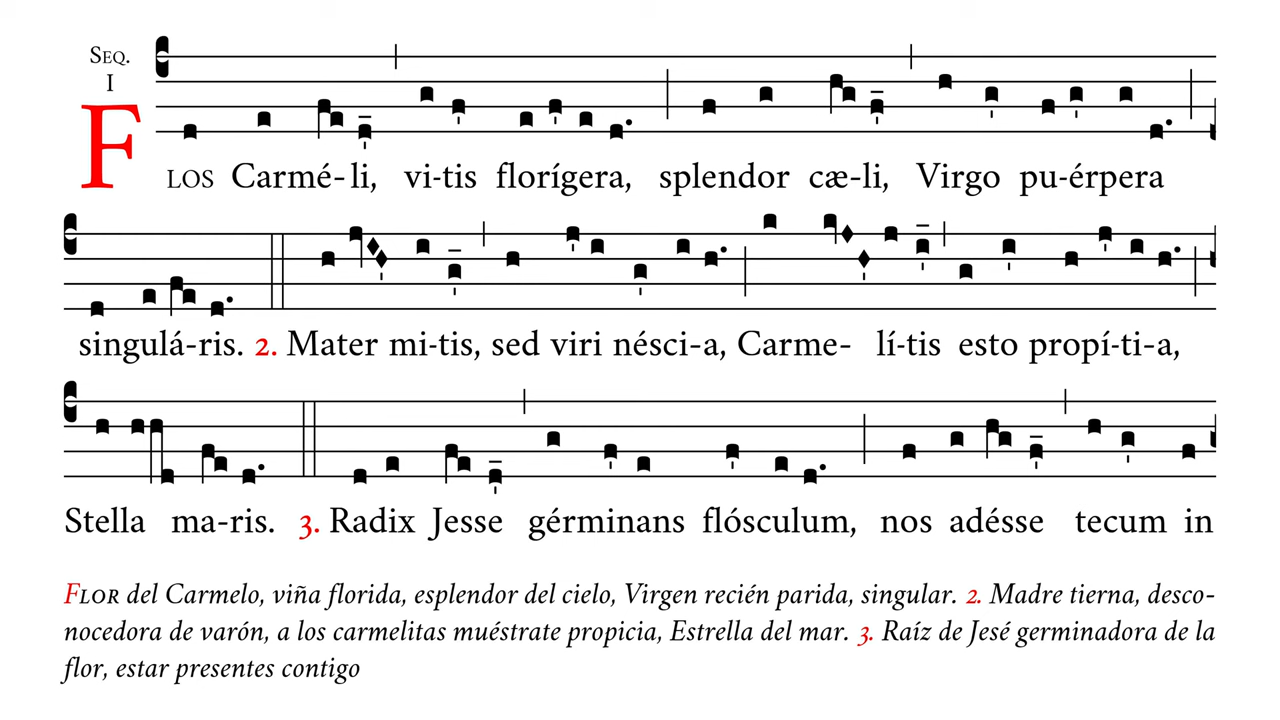 SEQ.
I
FLOS Carmé-li, vi-tis florígera, splendor cæ-li, Virgo pu-érpera
singulá-ris. 2. Mater mi-tis, sed viri nésci-a, Carme- lí-tis esto propí-ti-a,
Stella ma-ris. 3. Radix Jesse gérminans flósculum, nos adésse tecum in
FLOR del Carmelo, viña florida, esplendor del cielo, Virgen recién parida, singular. 2. Madre tierna, desco-
nocedora de varón, a los carmelitas muéstrate propicia, Estrella del mar. 3. Raíz de Jesé germinadora de la
flor, estar presentes contigo